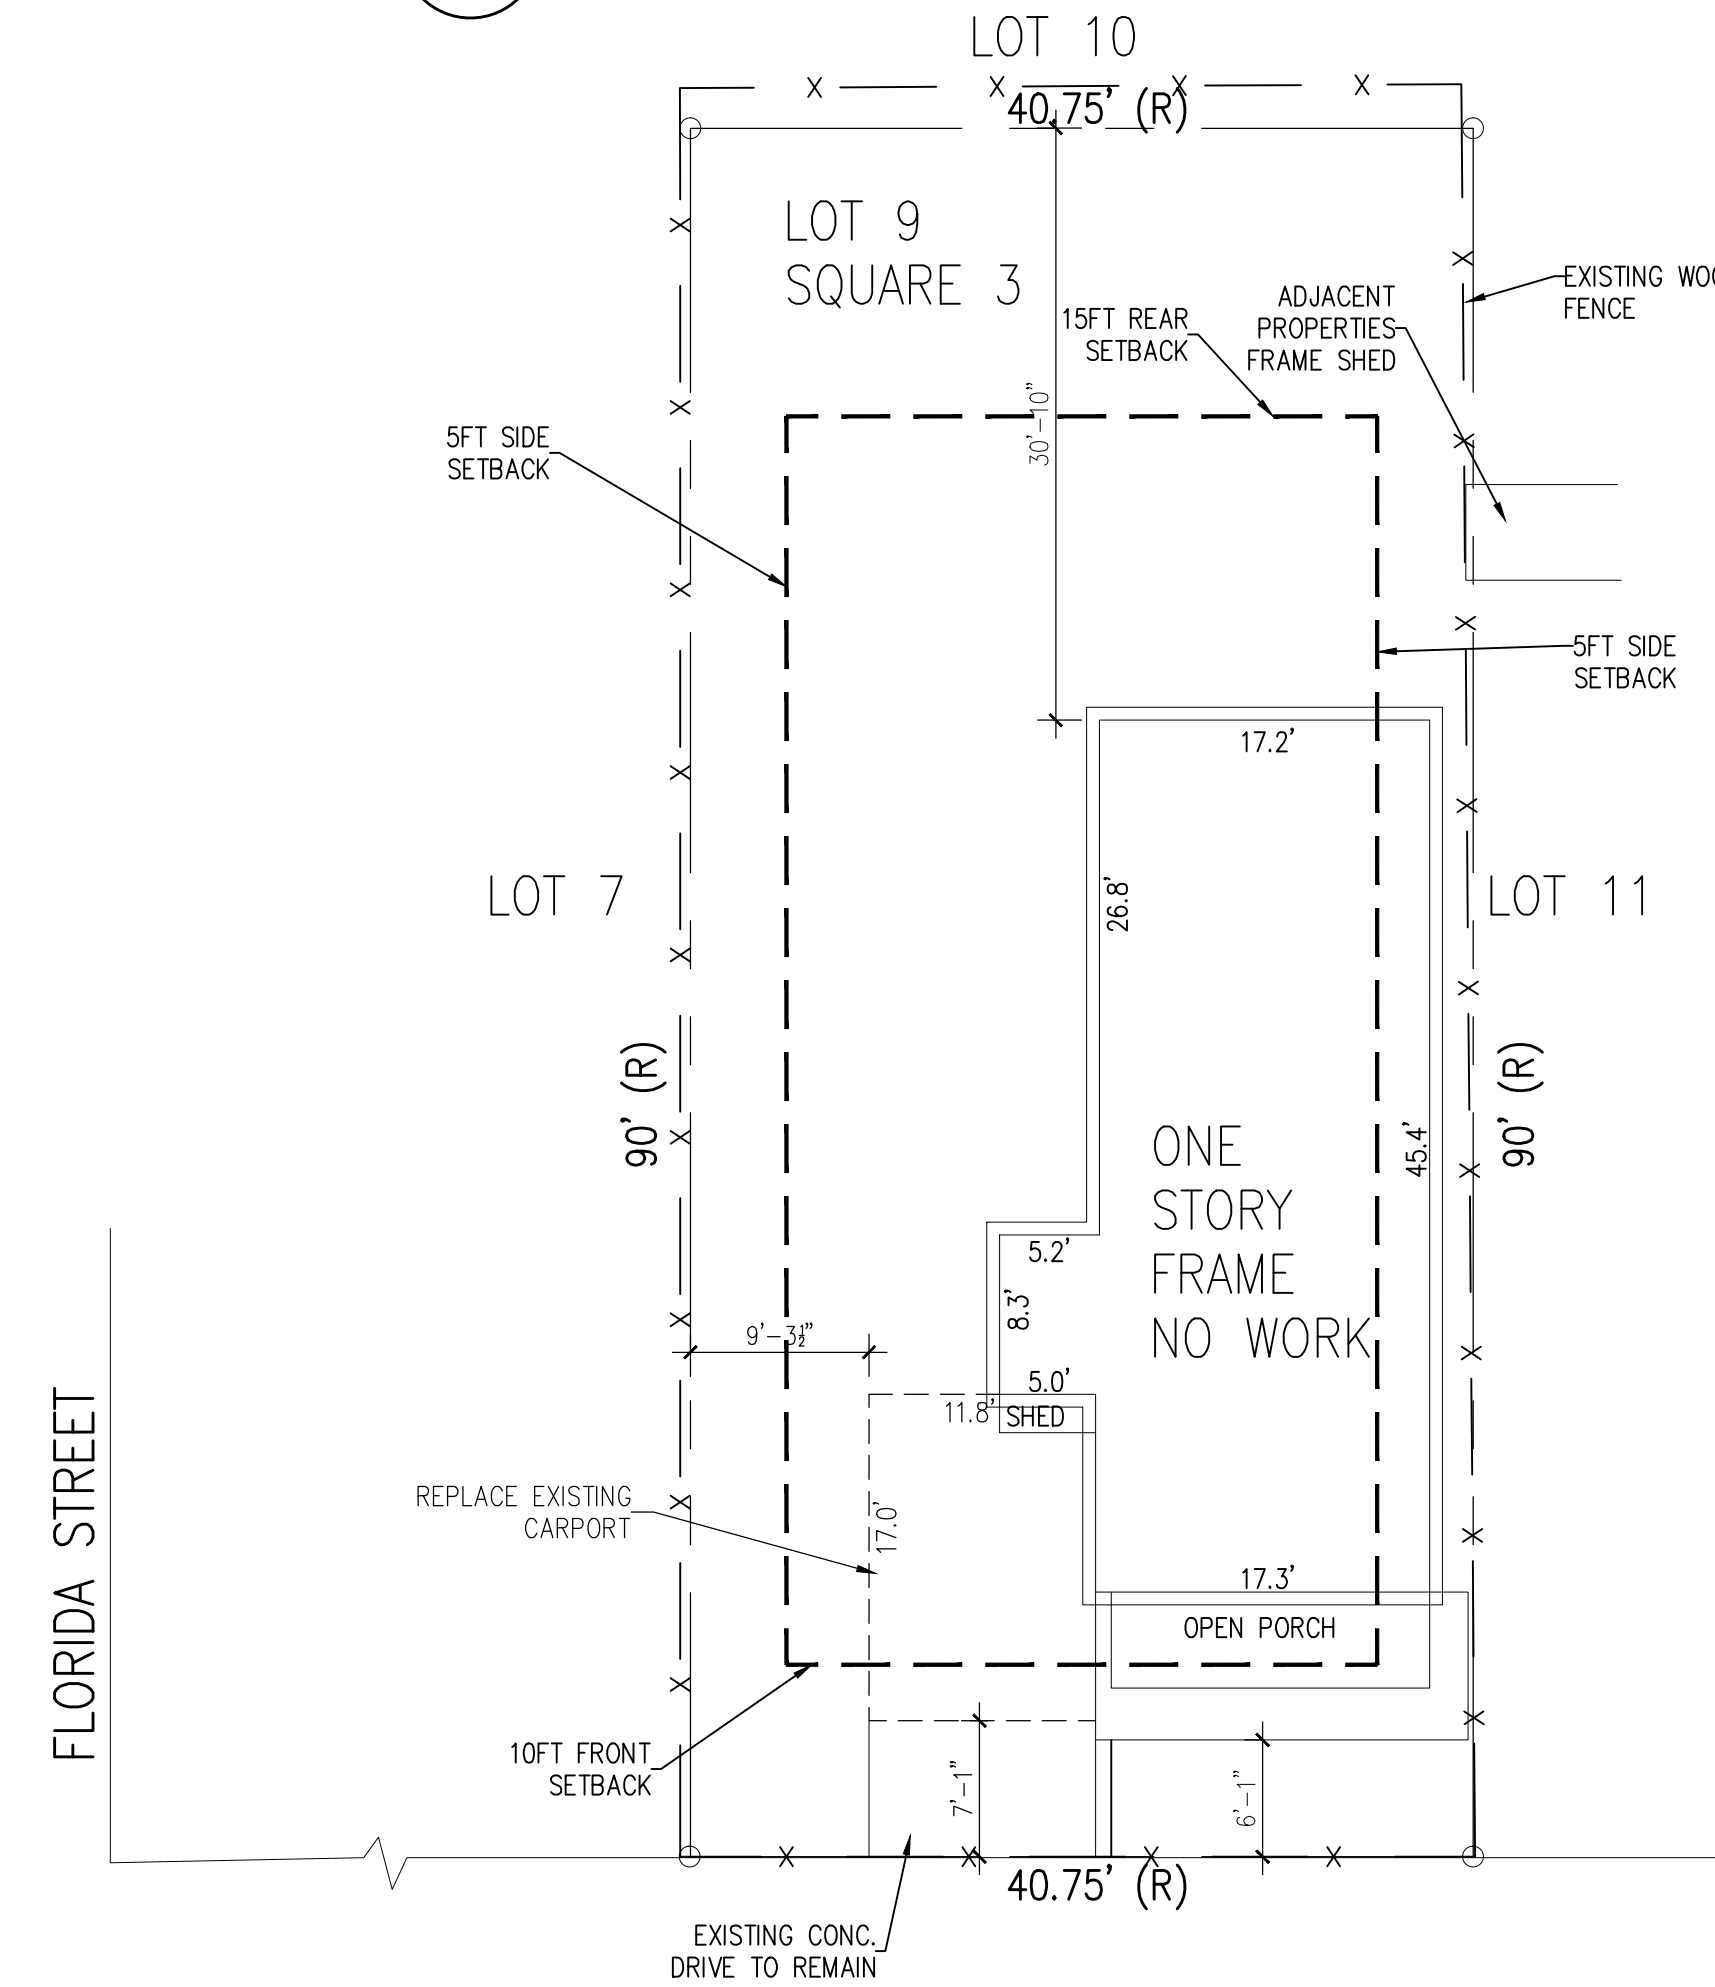 LOT 10
40.75' (R)
LOT 9
SQUARE 3
EXISTING
FENCE
ADJACENT
PROPERTIES
FRAME SHED
15FT REAR
SETBACK
30'-10"
5FT SIDE
SETBACK
5FT SIDE
SETBACK
17.2'
26.8'
LOT 7
LOT 11
90' (R)
90' (R)
45.4'
ONE
STORY
FRAME
NO WORK
5.2'
8.3'
9'-3½"
5.0'
11.8'
SHED
REPLACE EXISTING
CARPORT
17.0'
17.3'
OPEN PORCH
FLORIDA STREET
10FT FRONT
SETBACK
7'-1"
6'-1"
40.75' (R)
EXISTING CONC.
DRIVE TO REMAIN